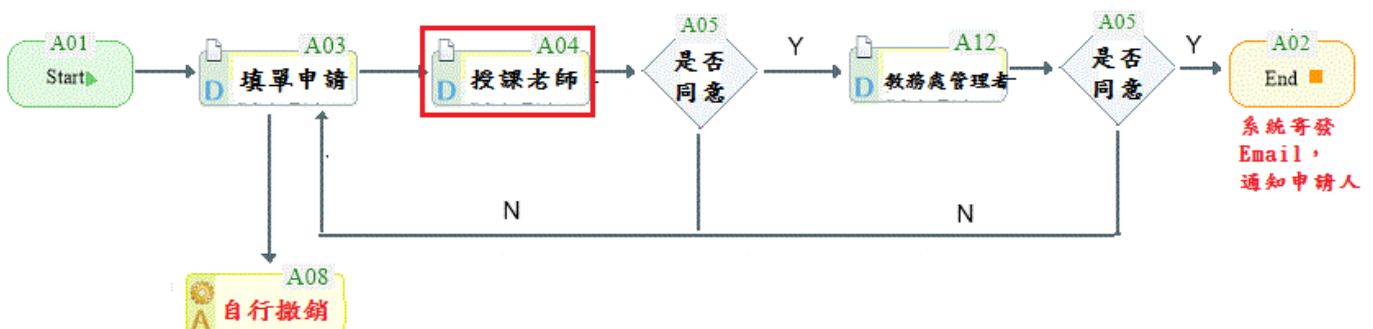 A01
Start
A03
D
填單申請
A04
D
授課老師
A05
是否
同意
Y
A12
D
教務處管理者
A05
是否
同意
Y
A02
End
系統寄發
Email，
通知申請人
N
N
A08
A
自行撤銷